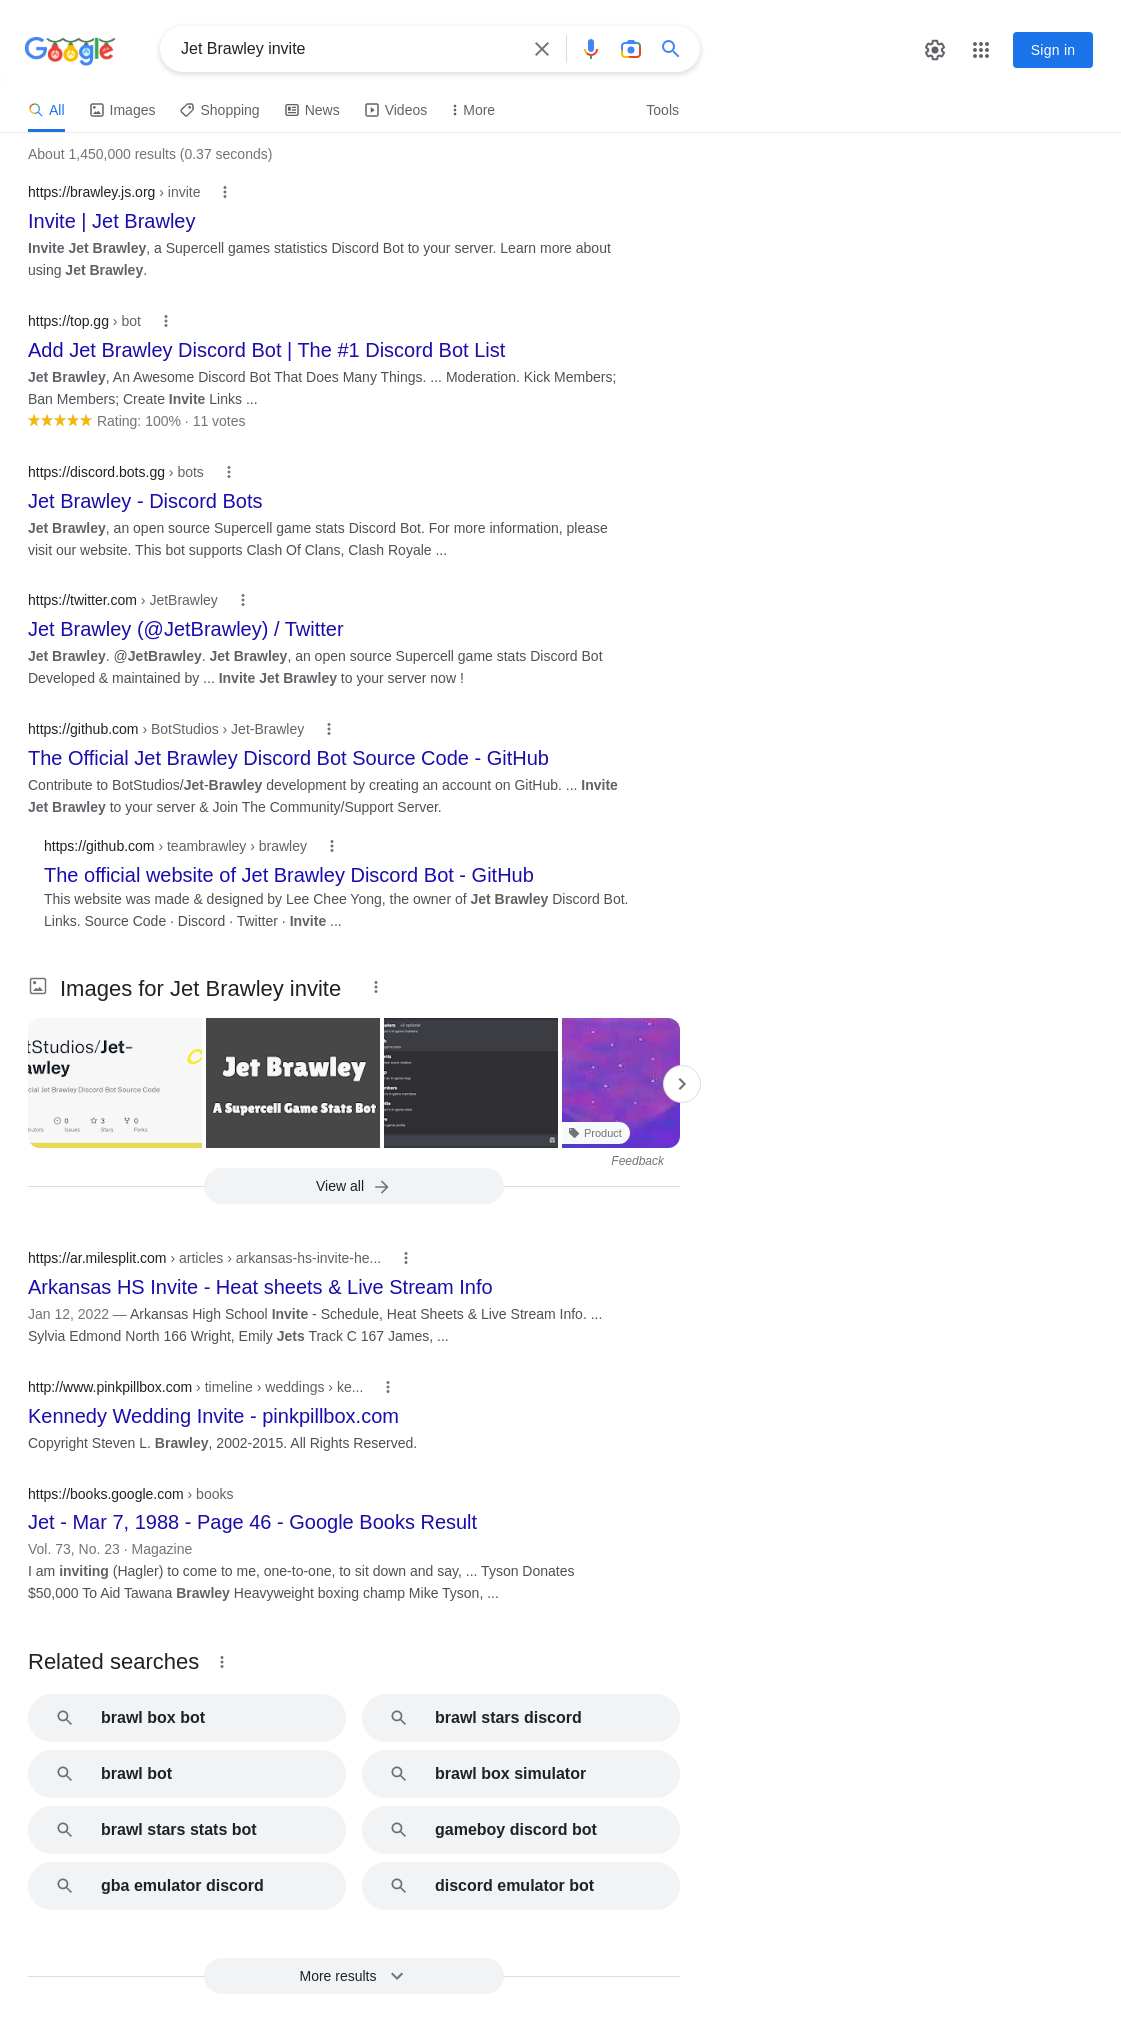 Google
Jet Brawley invite
Sign in
All
Images
Shopping
News
Videos
More
Tools
About 1,450,000 results (0.37 seconds)
https://brawley.js.org › invite
Invite | Jet Brawley
Invite Jet Brawley, a Supercell games statistics Discord Bot to your server. Learn more about
using Jet Brawley.
https://top.gg › bot
Add Jet Brawley Discord Bot | The #1 Discord Bot List
Jet Brawley, An Awesome Discord Bot That Does Many Things. ... Moderation. Kick Members;
Ban Members; Create Invite Links ...
Rating: 100% · 11 votes
https://discord.bots.gg › bots
Jet Brawley - Discord Bots
Jet Brawley, an open source Supercell game stats Discord Bot. For more information, please
visit our website. This bot supports Clash Of Clans, Clash Royale ...
https://twitter.com › JetBrawley
Jet Brawley (@JetBrawley) / Twitter
Jet Brawley. @JetBrawley. Jet Brawley, an open source Supercell game stats Discord Bot
Developed & maintained by ... Invite Jet Brawley to your server now !
https://github.com › BotStudios › Jet-Brawley
The Official Jet Brawley Discord Bot Source Code - GitHub
Contribute to BotStudios/Jet-Brawley development by creating an account on GitHub. ... Invite
Jet Brawley to your server & Join The Community/Support Server.
https://github.com › teambrawley › brawley
The official website of Jet Brawley Discord Bot - GitHub
This website was made & designed by Lee Chee Yong, the owner of Jet Brawley Discord Bot.
Links. Source Code · Discord · Twitter · Invite ...
Images for Jet Brawley invite
tStudios/Jet-
awley
cial Jet Brawley Discord Bot Source Code
0
3
0
Issues
Stars
Forks
Jet Brawley
A Supercell Game Stats Bot
Product
Feedback
View all
https://ar.milesplit.com › articles › arkansas-hs-invite-he...
Arkansas HS Invite - Heat sheets & Live Stream Info
Jan 12, 2022 — Arkansas High School Invite - Schedule, Heat Sheets & Live Stream Info. ...
Sylvia Edmond North 166 Wright, Emily Jets Track C 167 James, ...
http://www.pinkpillbox.com › timeline › weddings › ke...
Kennedy Wedding Invite - pinkpillbox.com
Copyright Steven L. Brawley, 2002-2015. All Rights Reserved.
https://books.google.com › books
Jet - Mar 7, 1988 - Page 46 - Google Books Result
Vol. 73, No. 23 · Magazine
I am inviting (Hagler) to come to me, one-to-one, to sit down and say, ... Tyson Donates
$50,000 To Aid Tawana Brawley Heavyweight boxing champ Mike Tyson, ...
Related searches
brawl box bot
brawl stars discord
brawl bot
brawl box simulator
brawl stars stats bot
gameboy discord bot
gba emulator discord
discord emulator bot
More results